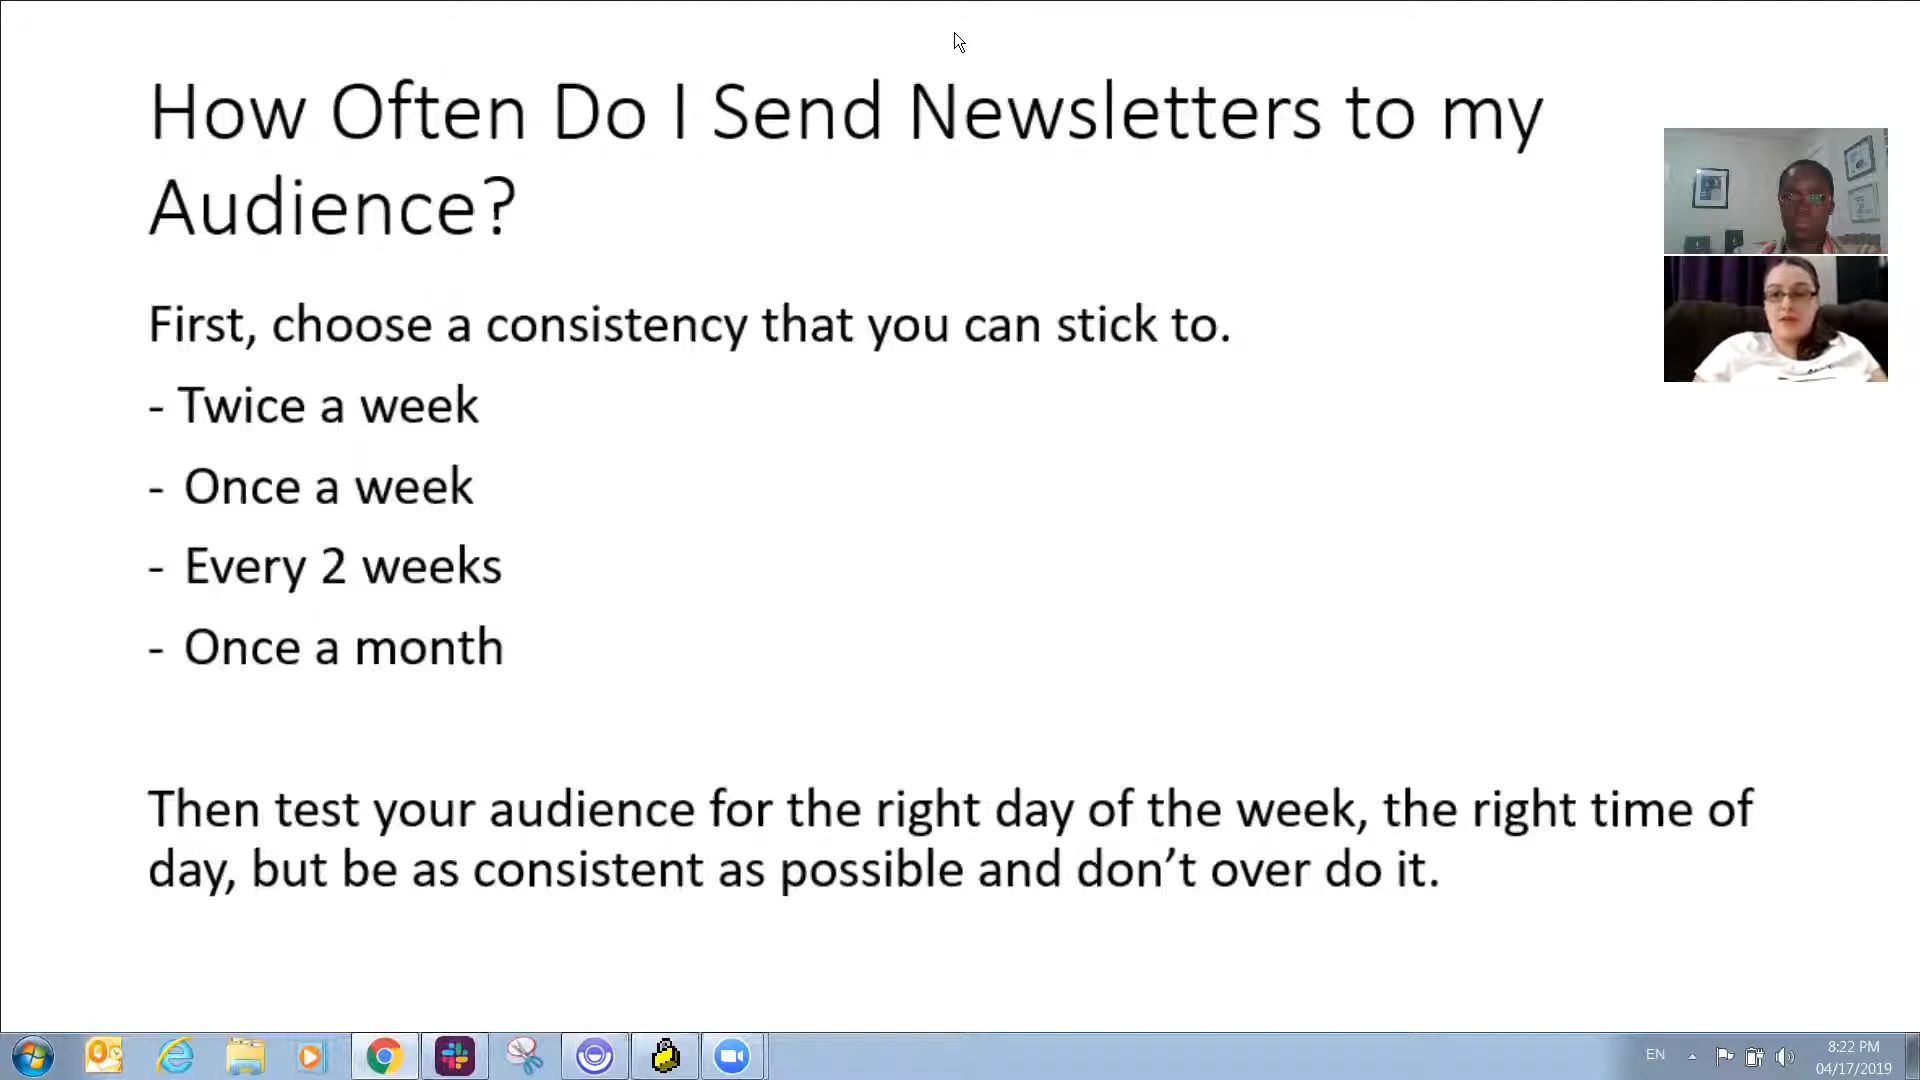 How Often Do I Send Newsletters to my
Audience?
First, choose a consistency that you can stick to.
- Twice a week
- Once a week
- Every 2 weeks
- Once a month
Then test your audience for the right day of the week, the right time of
day, but be as consistent as possible and don’t over do it.
EN
8:22 PM
04/17/2019